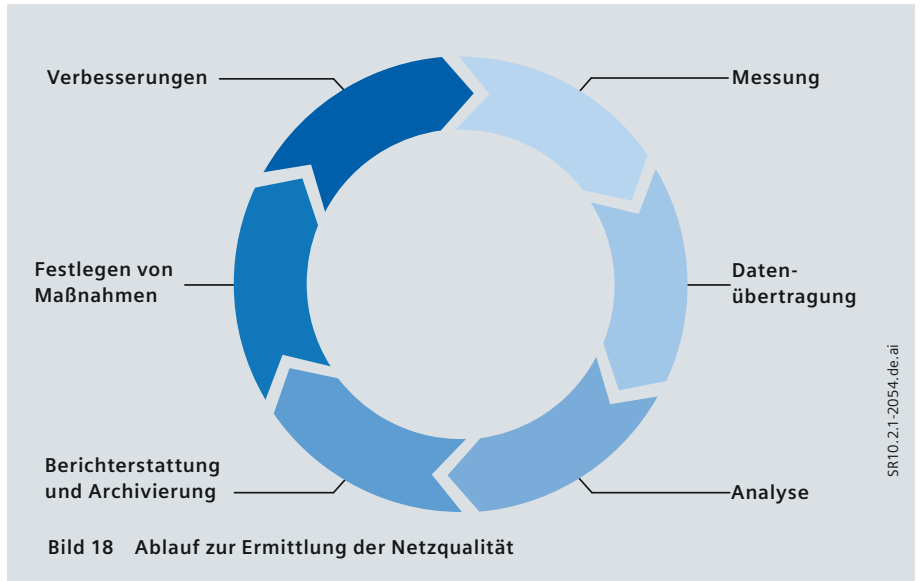 Verbesserungen
Messung
Festlegen von
Maßnahmen
Daten-
übertragung
Berichterstattung
und Archivierung
Analyse
SR10.2.1-2054.de.ai
Bild 18 Ablauf zur Ermittlung der Netzqualität